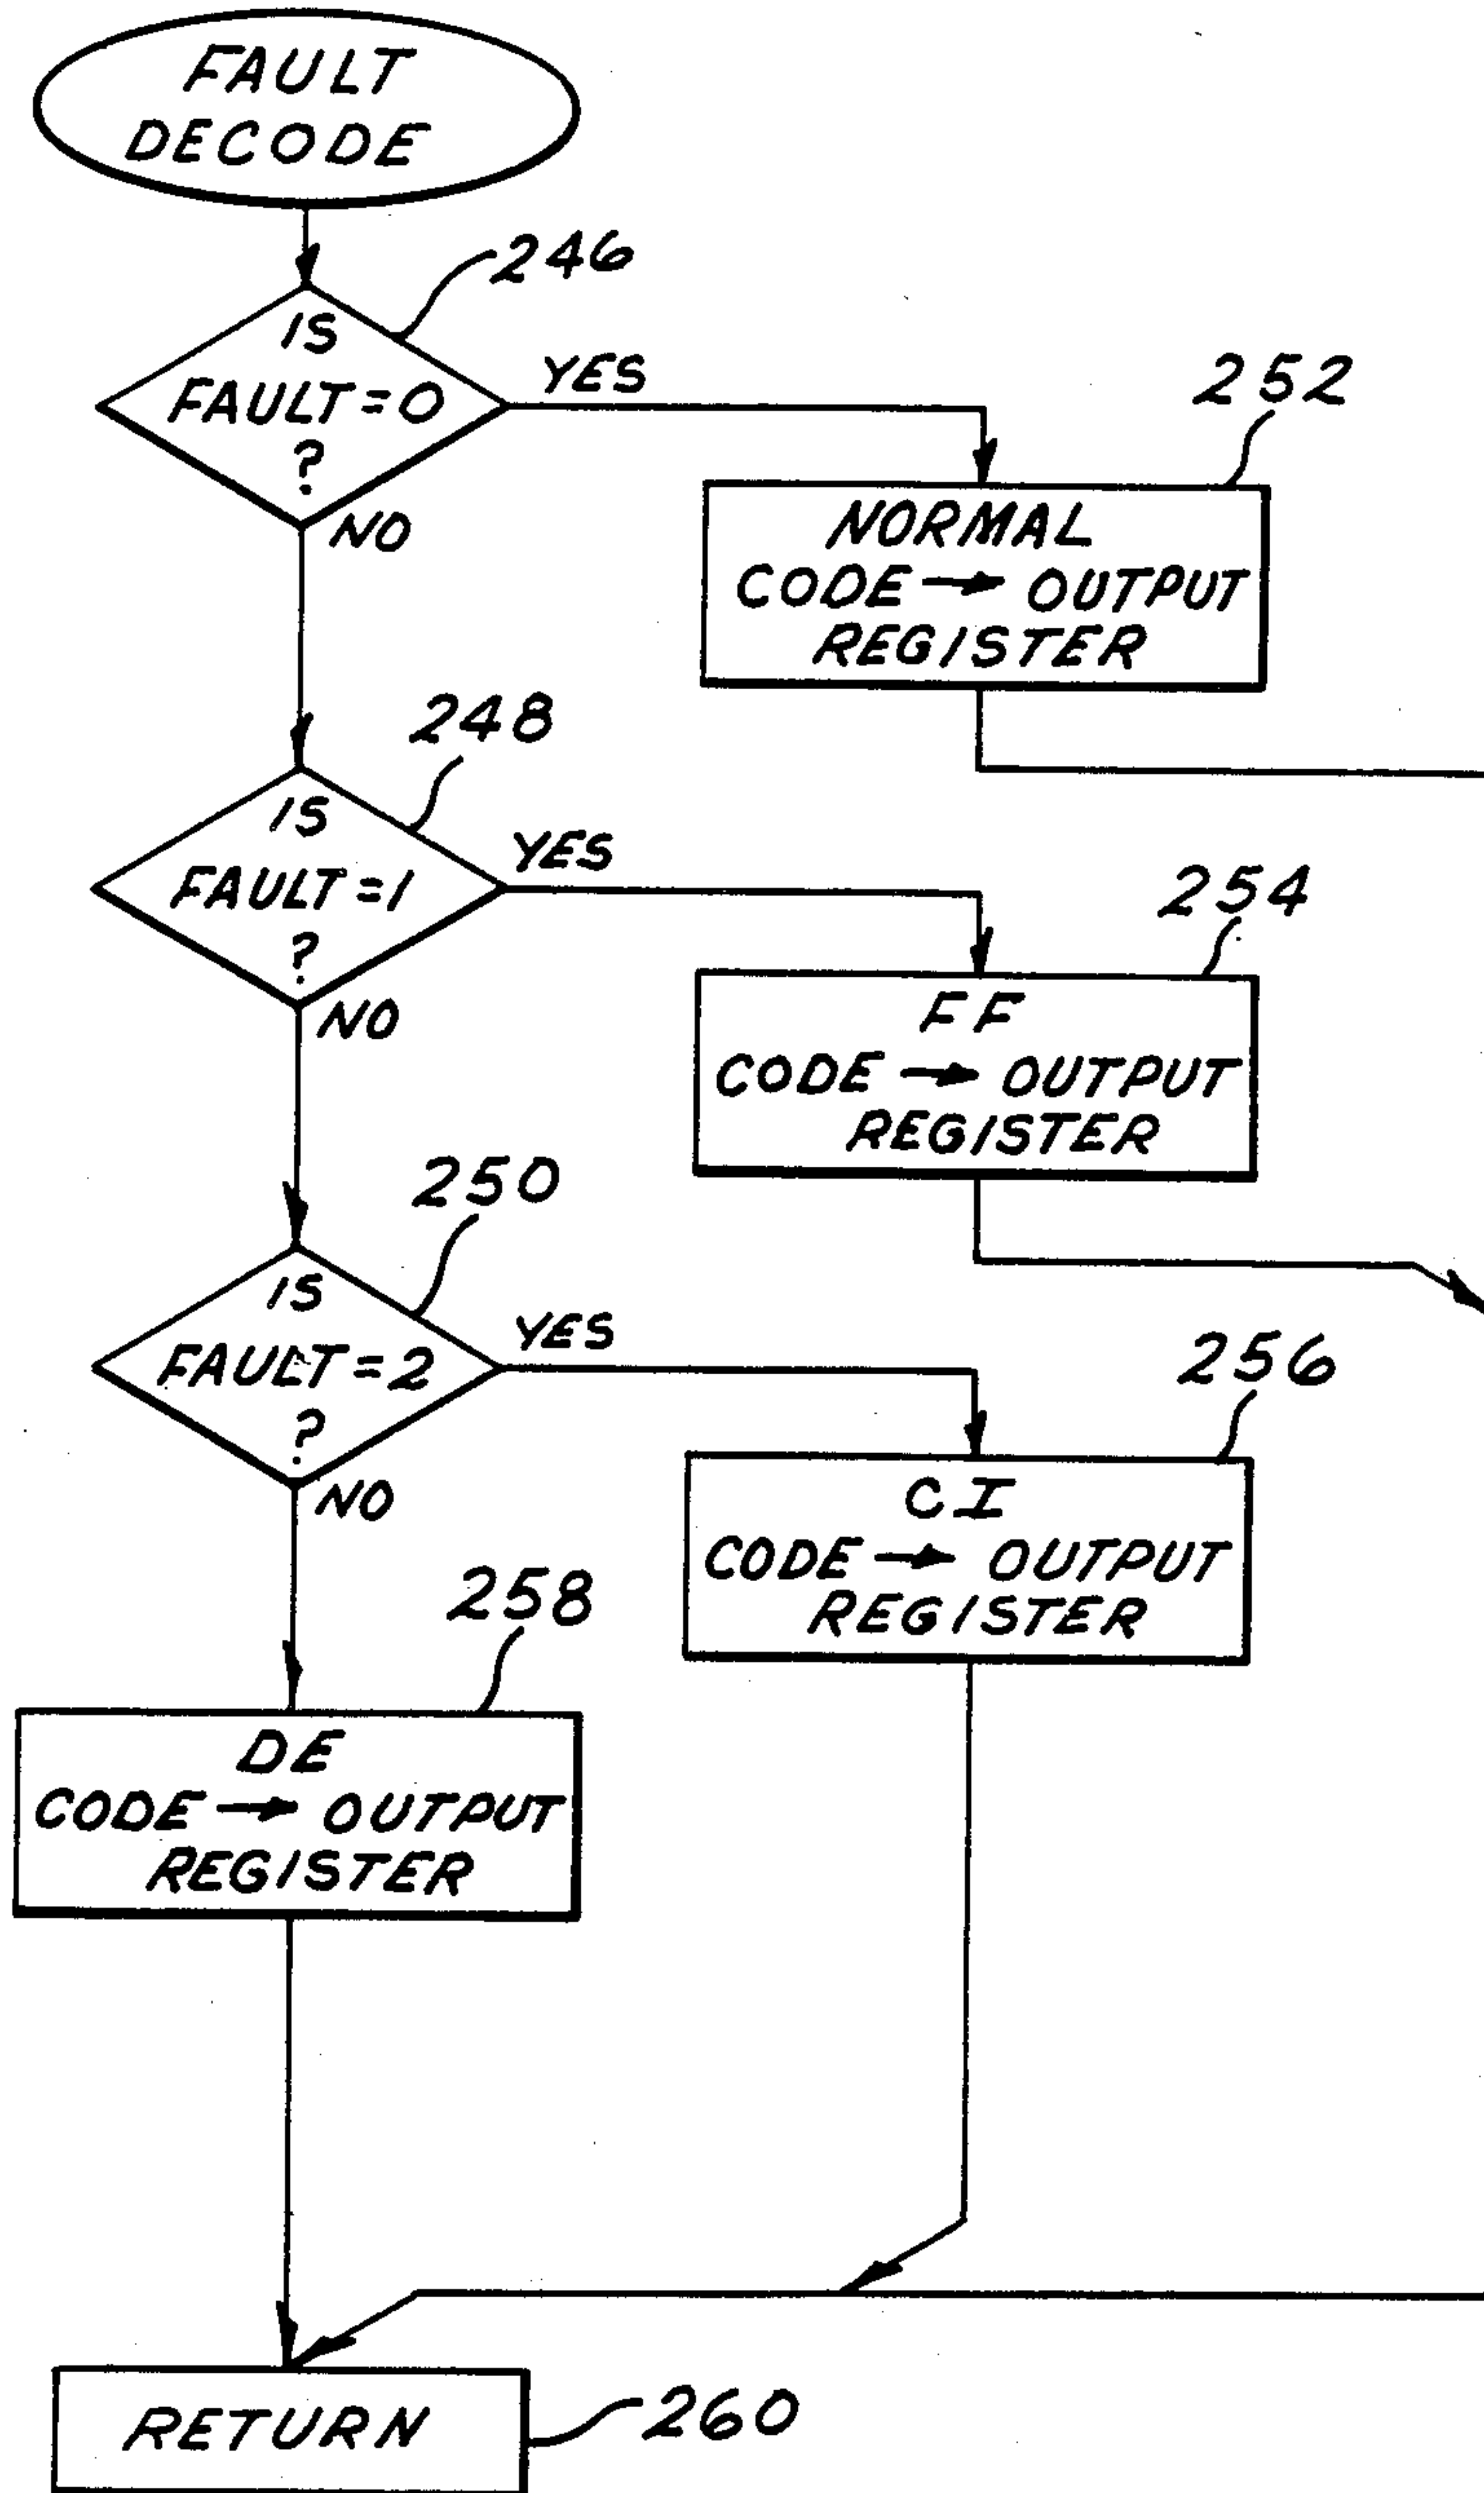 FAULT
DECODE
246
IS
FAULT=0
?
YES
NO
252
NORMAL
CODE → OUTPUT
REGISTER
248
IS
FAULT=1
?
YES
NO
254
FF
CODE → OUTPUT
REGISTER
250
IS
FAULT=2
?
YES
NO
256
CI
CODE → OUTPUT
REGISTER
258
DE
CODE → OUTPUT
REGISTER
RETURN
260